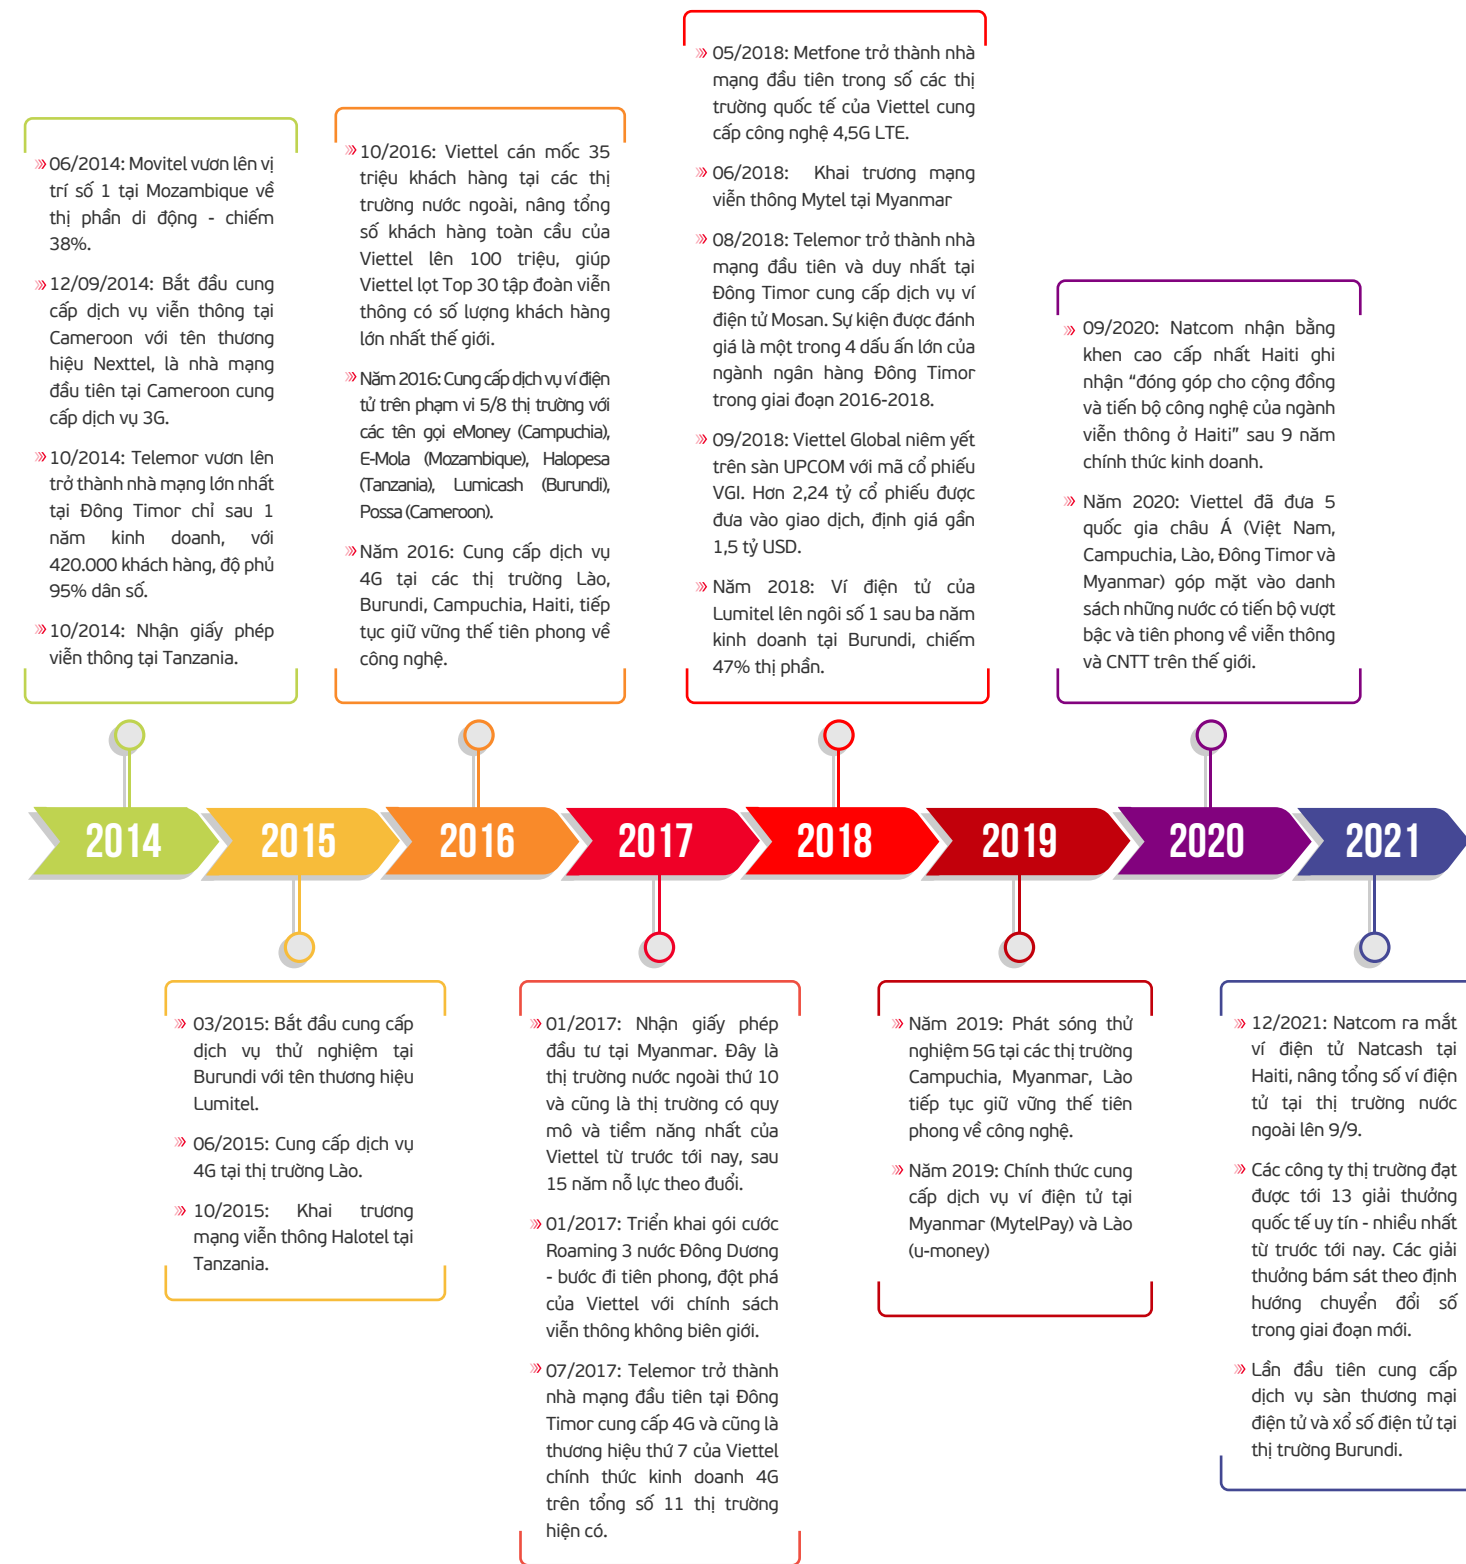 06/2014: Movitel vươn lên vị
trí số 1 tại Mozambique về
thị phần di động - chiếm
38%.
12/09/2014: Bắt đầu cung
cấp dịch vụ viễn thông tại
Cameroon với tên thương
hiệu Nexttel, là nhà mạng
đầu tiên tại Cameroon cung
cấp dịch vụ 3G.
10/2014: Telemor vươn lên
trở thành nhà mạng lớn nhất
tại Đông Timor chỉ sau 1
năm kinh doanh, với
420.000 khách hàng, độ phủ
95% dân số.
10/2014: Nhận giấy phép
viễn thông tại Tanzania.
10/2016: Viettel cán mốc 35
triệu khách hàng tại các thị
trường nước ngoài, nâng tổng
số khách hàng toàn cầu của
Viettel lên 100 triệu, giúp
Viettel lọt Top 30 tập đoàn viễn
thông có số lượng khách hàng
lớn nhất thế giới.
Năm 2016: Cung cấp dịch vụ ví điện
tử trên phạm vi 5/8 thị trường với
các tên gọi eMoney (Campuchia),
E-Mola (Mozambique), Halopesa
(Tanzania), Lumicash (Burundi),
Possa (Cameroon).
Năm 2016: Cung cấp dịch vụ
4G tại các thị trường Lào,
Burundi, Campuchia, Haiti, tiếp
tục giữ vững thế tiên phong về
công nghệ.
05/2018: Metfone trở thành nhà
mạng đầu tiên trong số các thị
trường quốc tế của Viettel cung
cấp công nghệ 4,5G LTE.
06/2018: Khai trương mạng
viễn thông Mytel tại Myanmar
08/2018: Telemor trở thành nhà
mạng đầu tiên và duy nhất tại
Đông Timor cung cấp dịch vụ ví
điện tử Mosan. Sự kiện được đánh
giá là một trong 4 dấu ấn lớn của
ngành ngân hàng Đông Timor
trong giai đoạn 2016-2018.
09/2018: Viettel Global niêm yết
trên sàn UPCOM với mã cổ phiếu
VGI. Hơn 2,24 tỷ cổ phiếu được
đưa vào giao dịch, định giá gần
1,5 tỷ USD.
Năm 2018: Ví điện tử của
Lumitel lên ngôi số 1 sau ba năm
kinh doanh tại Burundi, chiếm
47% thị phần.
09/2020: Natcom nhận bằng
khen cao cấp nhất Haiti ghi
nhận “đóng góp cho cộng đồng
và tiến bộ công nghệ của ngành
viễn thông ở Haiti” sau 9 năm
chính thức kinh doanh.
Năm 2020: Viettel đã đưa 5
quốc gia châu Á (Việt Nam,
Campuchia, Lào, Đông Timor và
Myanmar) góp mặt vào danh
sách những nước có tiến bộ vượt
bậc và tiên phong về viễn thông
và CNTT trên thế giới.
2014
2015
2016
2017
2018
2019
2020
2021
03/2015: Bắt đầu cung cấp
dịch vụ thử nghiệm tại
Burundi với tên thương hiệu
Lumitel.
06/2015: Cung cấp dịch vụ
4G tại thị trường Lào.
10/2015: Khai trương
mạng viễn thông Halotel tại
Tanzania.
01/2017: Nhận giấy phép
đầu tư tại Myanmar. Đây là
thị trường nước ngoài thứ 10
và cũng là thị trường có quy
mô và tiềm năng nhất của
Viettel từ trước tới nay, sau
15 năm nỗ lực theo đuổi.
01/2017: Triển khai gói cước
Roaming 3 nước Đông Dương
- bước đi tiên phong, đột phá
của Viettel với chính sách
viễn thông không biên giới.
07/2017: Telemor trở thành
nhà mạng đầu tiên tại Đông
Timor cung cấp 4G và cũng là
thương hiệu thứ 7 của Viettel
chính thức kinh doanh 4G
trên tổng số 11 thị trường
hiện có.
Năm 2019: Phát sóng thử
nghiệm 5G tại các thị trường
Campuchia, Myanmar, Lào
tiếp tục giữ vững thế tiên
phong về công nghệ.
Năm 2019: Chính thức cung
cấp dịch vụ ví điện tử tại
Myanmar (MytelPay) và Lào
(u-money)
12/2021: Natcom ra mắt
ví điện tử Natcash tại
Haiti, nâng tổng số ví điện
tử tại thị trường nước
ngoài lên 9/9.
Các công ty thị trường đạt
được tới 13 giải thưởng
quốc tế uy tín - nhiều nhất
từ trước tới nay. Các giải
thưởng bám sát theo định
hướng chuyển đổi số
trong giai đoạn mới.
Lần đầu tiên cung cấp
dịch vụ sàn thương mại
điện tử và xổ số điện tử tại
thị trường Burundi.